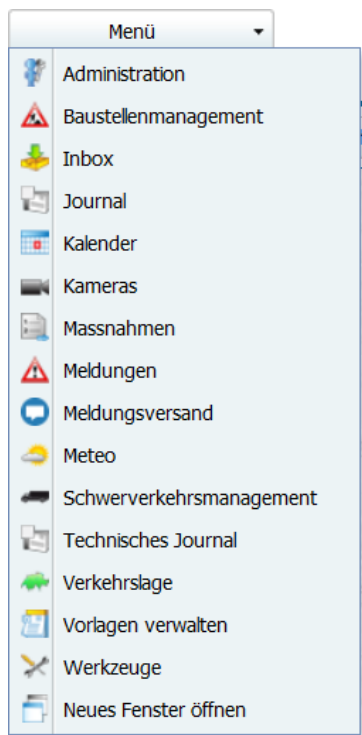 Menü
Administration
Baustellenmanagement
Inbox
Journal
Kalender
Kameras
Massnahmen
Meldungen
Meldungsversand
Meteo
Schwerverkehrsmanagement
Technisches Journal
Verkehrslage
Vorlagen verwalten
Werkzeuge
Neues Fenster öffnen